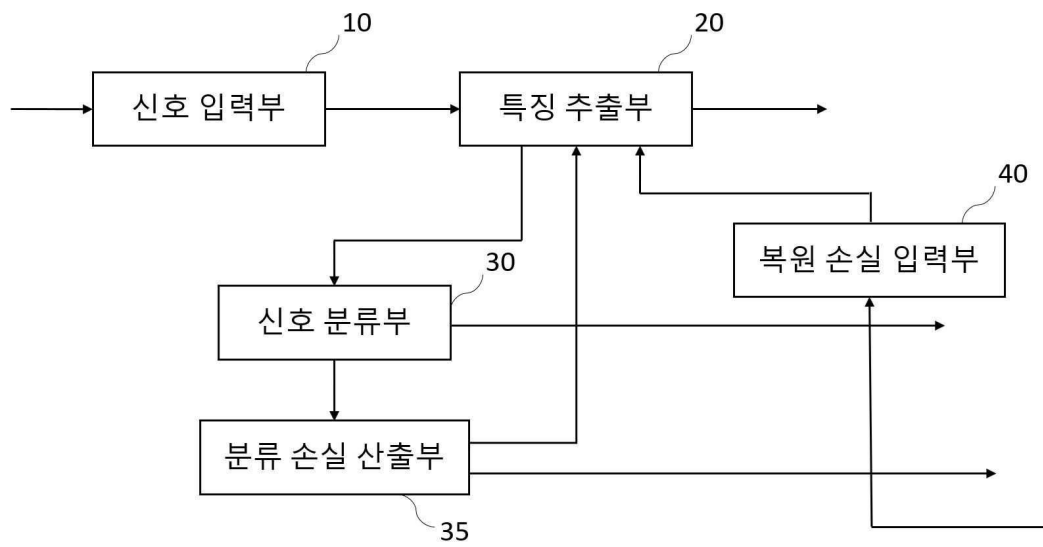 10
20
신호 입력부
특징 추출부
40
복원 손실 입력부
30
신호 분류부
분류 손실 산출부
35